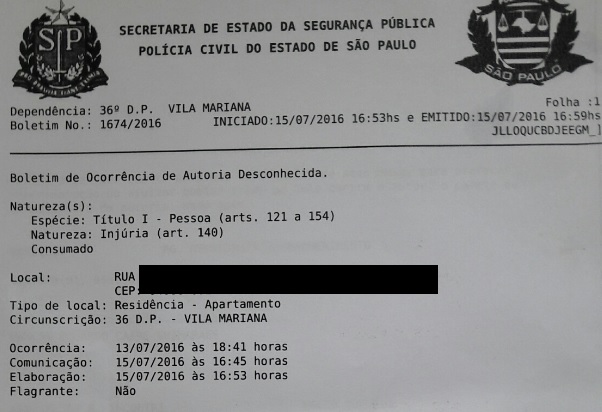 SP
SECRETARIA DE ESTADO DA SEGURANÇA PÚBLICA
POLÍCIA CIVIL DO ESTADO DE SÃO PAULO
SÃO PAULO
Dependência: 36º D.P. VILA MARIANA
Folha :1
Boletim No.: 1674/2016
INICIADO:15/07/2016 16:53hs e EMITIDO:15/07/2016 16:59hs
JLLOQUCBDJEEGM_]
Boletim de Ocorrência de Autoria Desconhecida.
Natureza(s):
Espécie: Título I - Pessoa (arts. 121 a 154)
Natureza: Injúria (art. 140)
Consumado
Local: RUA
CEP:
Tipo de local: Residência - Apartamento
Circunscrição: 36 D.P. - VILA MARIANA
Ocorrência: 13/07/2016 às 18:41 horas
Comunicação: 15/07/2016 às 16:45 horas
Elaboração: 15/07/2016 às 16:53 horas
Flagrante: Não